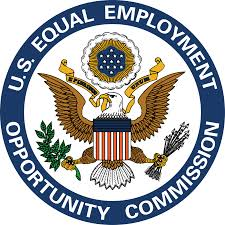 U.S. EQUAL EMPLOYMENT
OPPORTUNITY COMMISSION